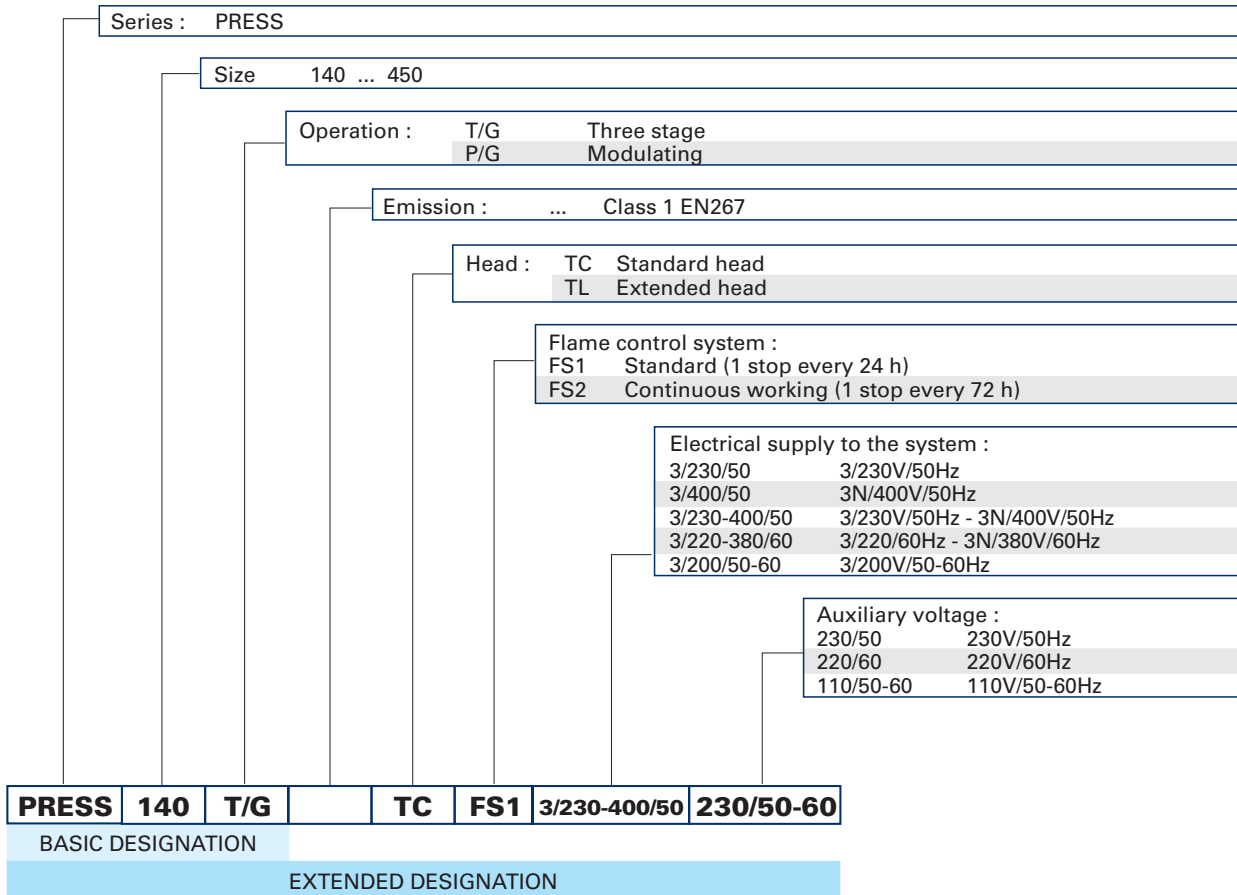 Series : PRESS
Size 140 ... 450
Operation : T/G Three stage
P/G Modulating
Emission : ... Class 1 EN267
Head : TC Standard head
TL Extended head
Flame control system :
FS1 Standard (1 stop every 24 h)
FS2 Continuous working (1 stop every 72 h)
Electrical supply to the system :
3/230/50 3/230V/50Hz
3/400/50 3N/400V/50Hz
3/230-400/50 3/230V/50Hz - 3N/400V/50Hz
3/220-380/60 3/220/60Hz - 3N/380V/60Hz
3/200/50-60 3/200V/50-60Hz
Auxiliary voltage :
230/50 230V/50Hz
220/60 220V/60Hz
110/50-60 110V/50-60Hz
PRESS 140 T/G TC FS1 3/230-400/50 230/50-60
BASIC DESIGNATION
EXTENDED DESIGNATION